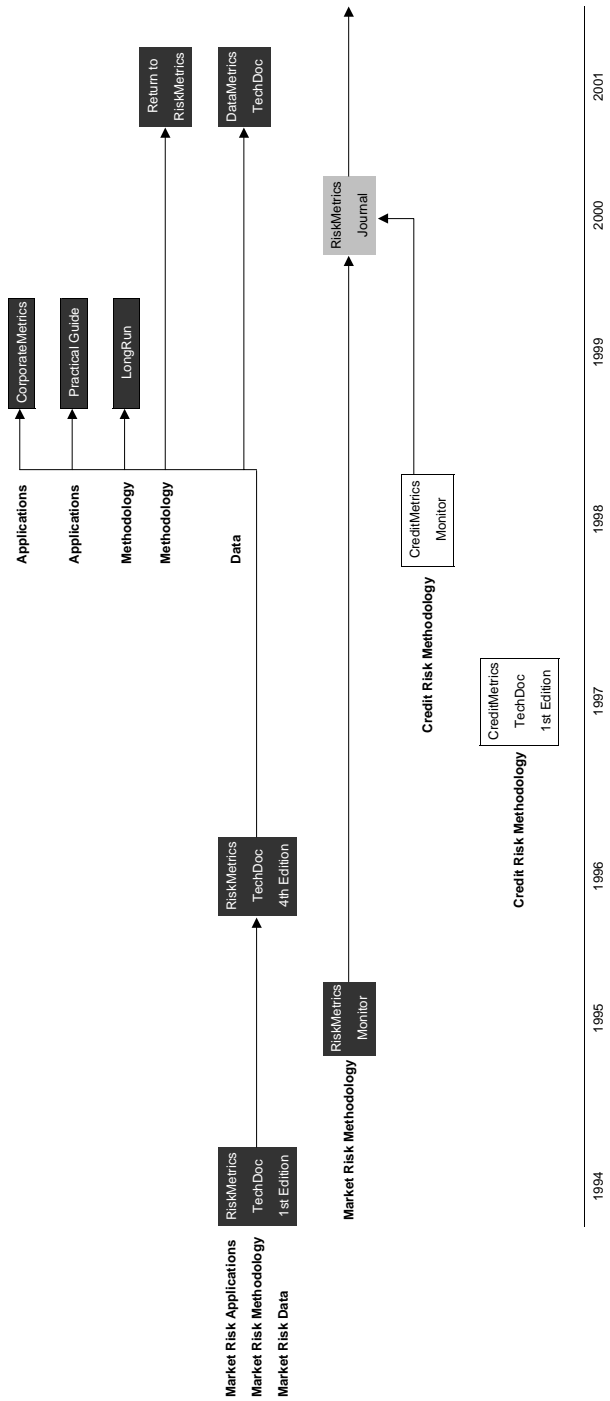 Applications
CorporateMetrics
Applications
Practical Guide
Methodology
LongRun
Methodology
Return to
RiskMetrics
Data
DataMetrics
TechDoc
Market Risk Applications
Market Risk Methodology
Market Risk Data
RiskMetrics
TechDoc
1st Edition
RiskMetrics
TechDoc
4th Edition
Market Risk Methodology
RiskMetrics
Monitor
RiskMetrics
Journal
Credit Risk Methodology
CreditMetrics
Monitor
Credit Risk Methodology
CreditMetrics
TechDoc
1st Edition
1994
1995
1996
1997
1998
1999
2000
2001